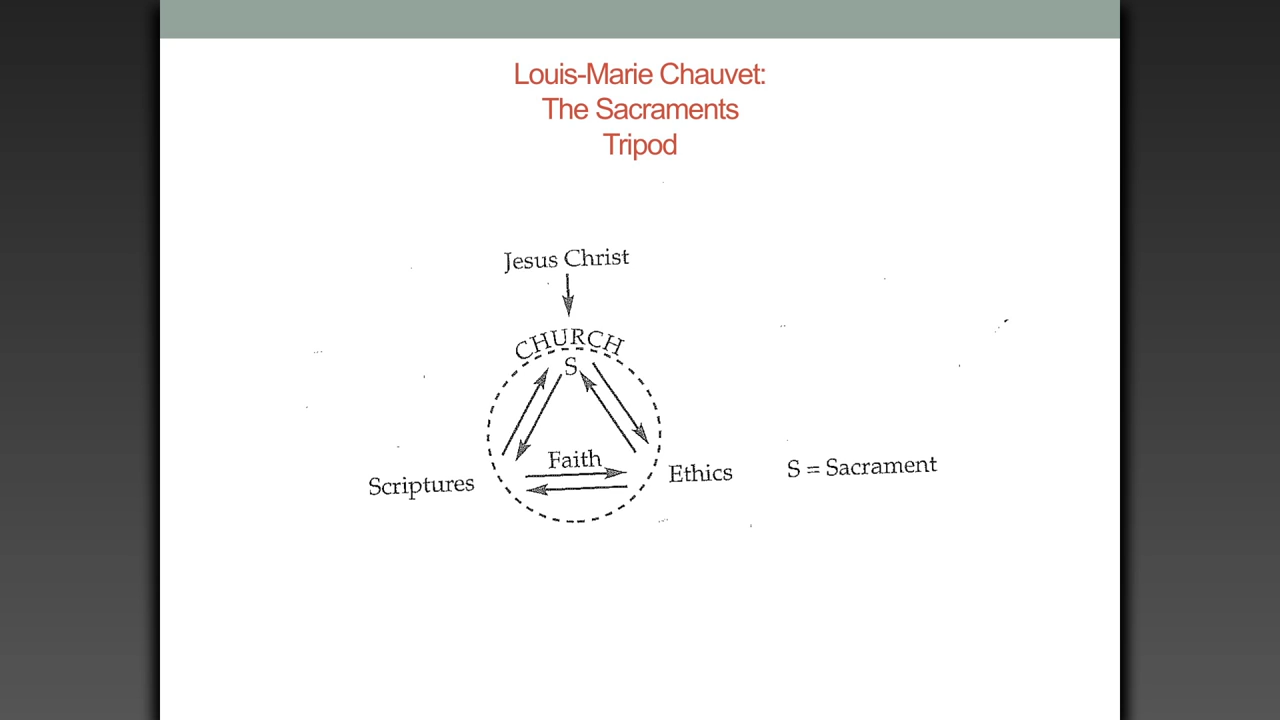 Louis-Marie Chauvet:
The Sacraments
Tripod
Jesus Christ
CHURCH
S
Faith
Scriptures
Ethics
S = Sacrament